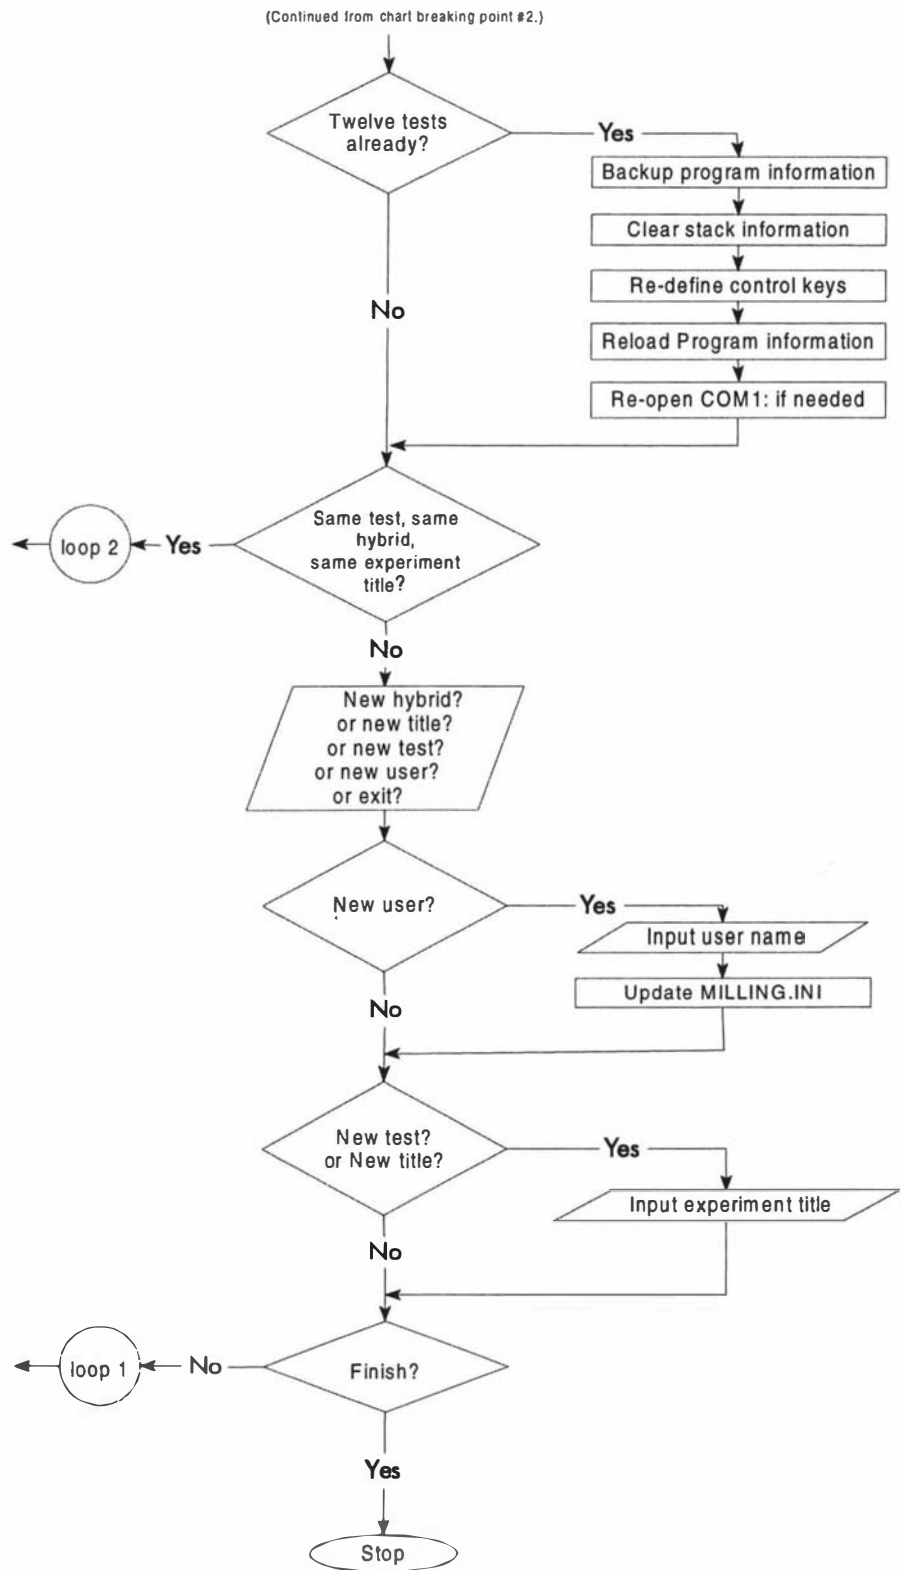 (Continued from chart breaking point #2.)
Twelve tests
already?
Yes
Backup program information
Clear stack information
Re-define control keys
Reload Program information
Re-open COM1: if needed
No
Same test, same
hybrid,
same experiment
title?
Yes
loop 2
No
New hybrid?
or new title?
or new test?
or new user?
or exit?
New user?
Yes
Input user name
Update MILLING.INI
No
New test?
or New title?
Yes
Input experiment title
No
Finish?
No
loop 1
Yes
Stop